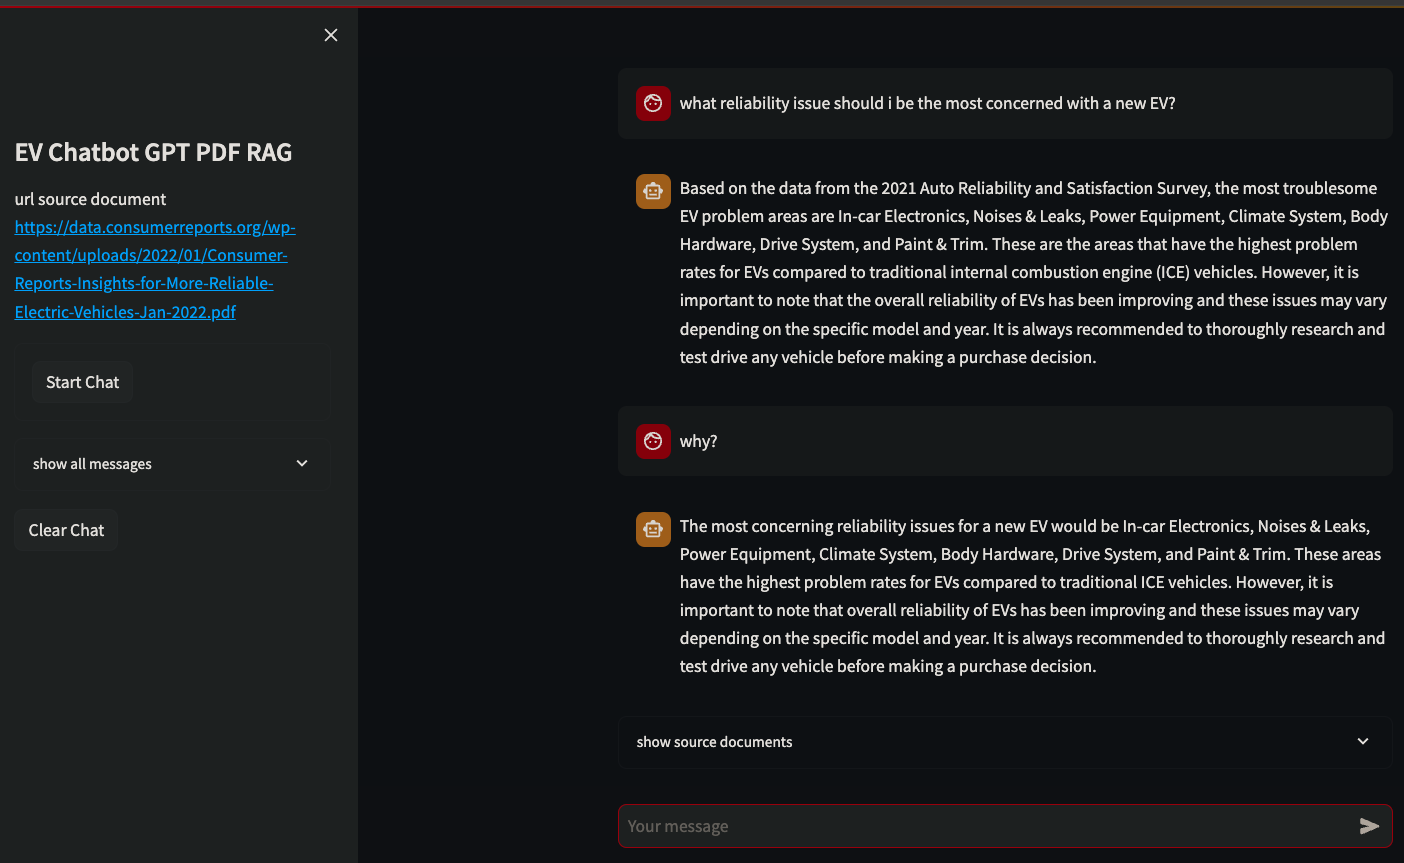 EV Chatbot GPT PDF RAG
url source document
https://data.consumerreports.org/wp-
content/uploads/2022/01/Consumer-
Reports-Insights-for-More-Reliable-
Electric-Vehicles-Jan-2022.pdf
Start Chat
show all messages
Clear Chat
what reliability issue should i be the most concerned with a new EV?
Based on the data from the 2021 Auto Reliability and Satisfaction Survey, the most troublesome
EV problem areas are In-car Electronics, Noises & Leaks, Power Equipment, Climate System, Body
Hardware, Drive System, and Paint & Trim. These are the areas that have the highest problem
rates for EVs compared to traditional internal combustion engine (ICE) vehicles. However, it is
important to note that the overall reliability of EVs has been improving and these issues may vary
depending on the specific model and year. It is always recommended to thoroughly research and
test drive any vehicle before making a purchase decision.
why?
The most concerning reliability issues for a new EV would be In-car Electronics, Noises & Leaks,
Power Equipment, Climate System, Body Hardware, Drive System, and Paint & Trim. These areas
have the highest problem rates for EVs compared to traditional ICE vehicles. However, it is
important to note that overall reliability of EVs has been improving and these issues may vary
depending on the specific model and year. It is always recommended to thoroughly research and
test drive any vehicle before making a purchase decision.
show source documents
Your message